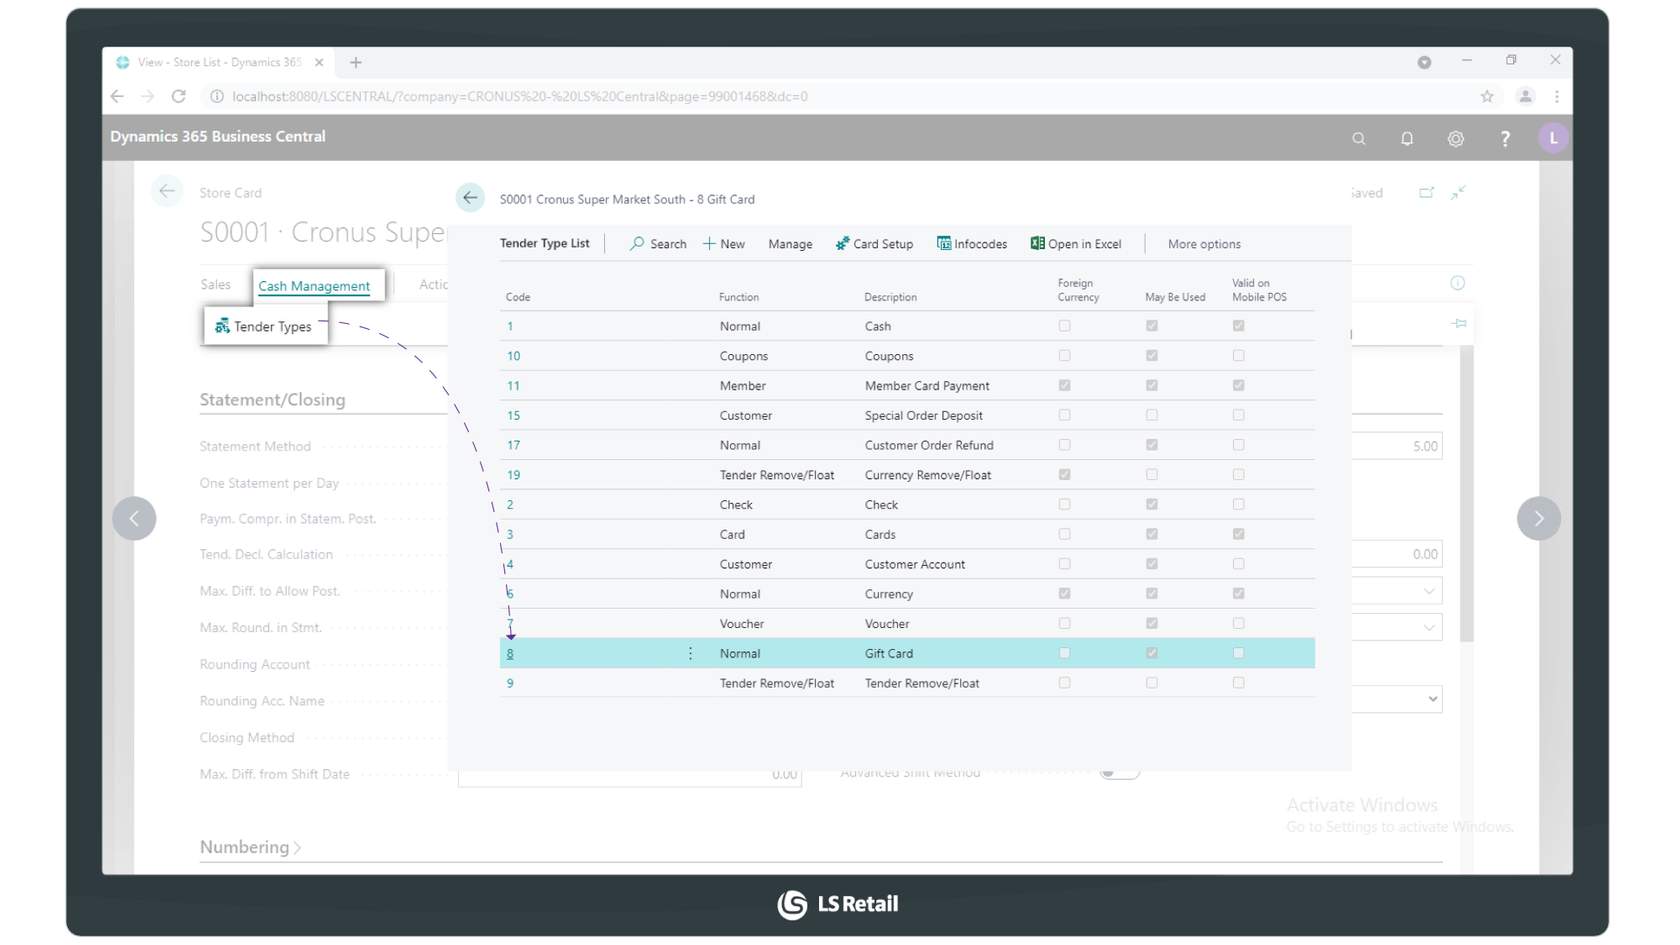 View - Store List - Dynamics 365
localhost:8080/LSCENTRAL/?company=CRONUS%20-%20LS%20Central&page=99001468&dc=0
Dynamics 365 Business Central
L
Store Card
S0001 Cronus Super Market South - 8 Gift Card
Saved
S0001 · Cronus Supe
Tender Type List
Search
New
Manage
Card Setup
Infocodes
Open in Excel
More options
Sales
Cash Management
Tender Types
Code Function Description Foreign Currency May Be Used Valid on Mobile POS
1 Normal Cash
10 Coupons Coupons
11 Member Member Card Payment
15 Customer Special Order Deposit
17 Normal Customer Order Refund
19 Tender Remove/Float Currency Remove/Float
2 Check Check
3 Card Cards
4 Customer Customer Account
6 Normal Currency
7 Voucher Voucher
8 Normal Gift Card
9 Tender Remove/Float Tender Remove/Float
Statement/Closing
Statement Method
5.00
One Statement per Day
Paym. Compr. in Statem. Post.
Tend. Decl. Calculation
0.00
Max. Diff. to Allow Post.
Max. Round. in Stmt.
Rounding Account
Rounding Acc. Name
Closing Method
Max. Diff. from Shift Date
0.00
Advanced Shift Method
Numbering
Activate Windows
Go to Settings to activate Windows.
LS Retail